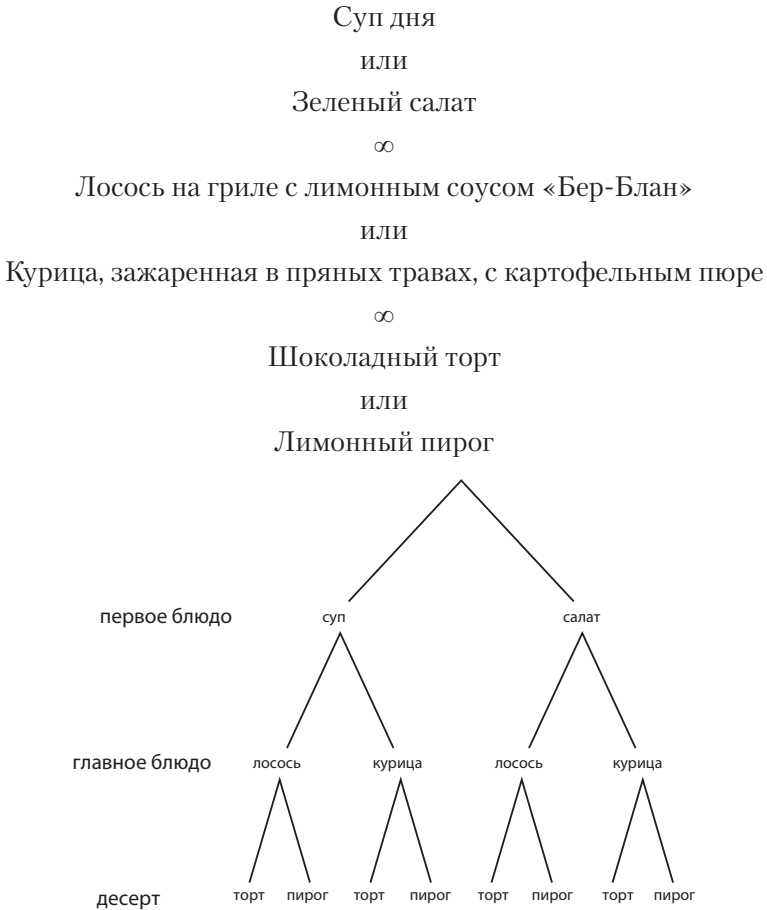 Суп дня
или
Зеленый салат
∞
Лосось на гриле с лимонным соусом «Бер-Блан»
или
Курица, зажаренная в пряных травах, с картофельным пюре
∞
Шоколадный торт
или
Лимонный пирог
первое блюдо суп салат
главное блюдо лосось курица лосось курица
десерт торт пирог торт пирог торт пирог торт пирог